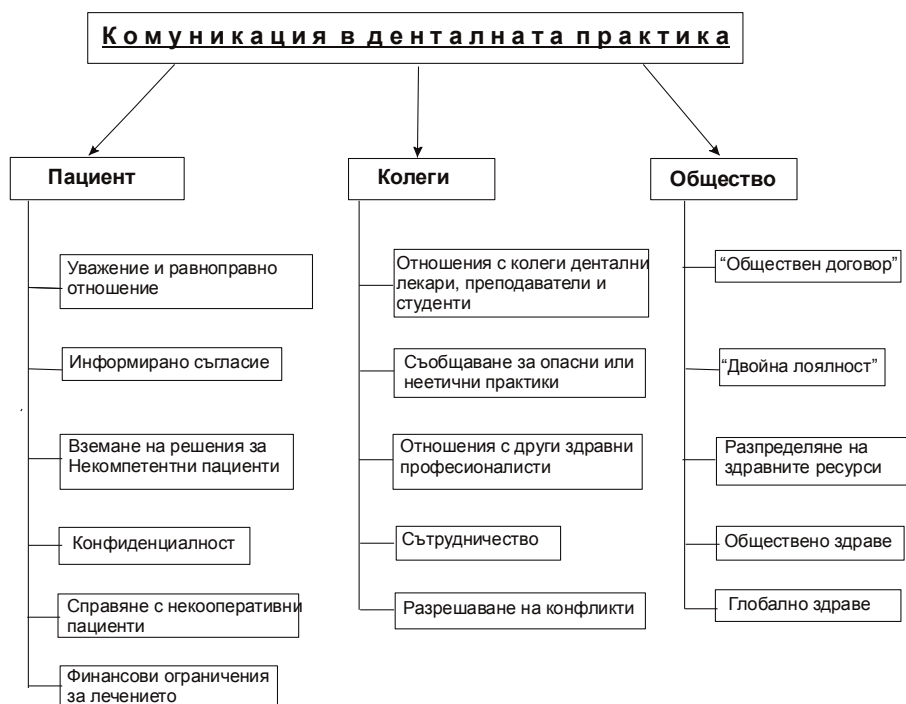 Комуникация в денталната практика
Пациент
Уважение и равноправно
отношение
Информирано съгласие
Вземане на решения за
Некомпетентни пациенти
Конфиденциалност
Справяне с некооперативни
пациенти
Финансови ограничения
за лечението
Колеги
Отношения с колеги дентални
лекари, преподаватели и
студенти
Съобщаване за опасни или
неетични практики
Отношения с други здравни
професионалисти
Сътрудничество
Разрешаване на конфликти
Общество
“Обществен договор”
“Двойна лоялност”
Разпределяне на
здравните ресурси
Обществено здраве
Глобално здраве